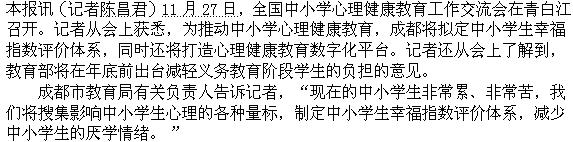 本报讯（记者陈昌君）11 月 27 日，全国中小学心理健康教育工作交流会在青白江
召开。记者从会上获悉，为推动中小学心理健康教育，成都将拟定中小学生幸福
指数评价体系，同时还将打造心理健康教育数字化平台。记者还从会上了解到，
教育部将在年底前出台减轻义务教育阶段学生的负担的意见。
成都市教育局有关负责人告诉记者，“现在的中小学生非常累、非常苦，我
们将搜集影响中小学生心理的各种量标，制定中小学生幸福指数评价体系，减少
中小学生的厌学情绪。”